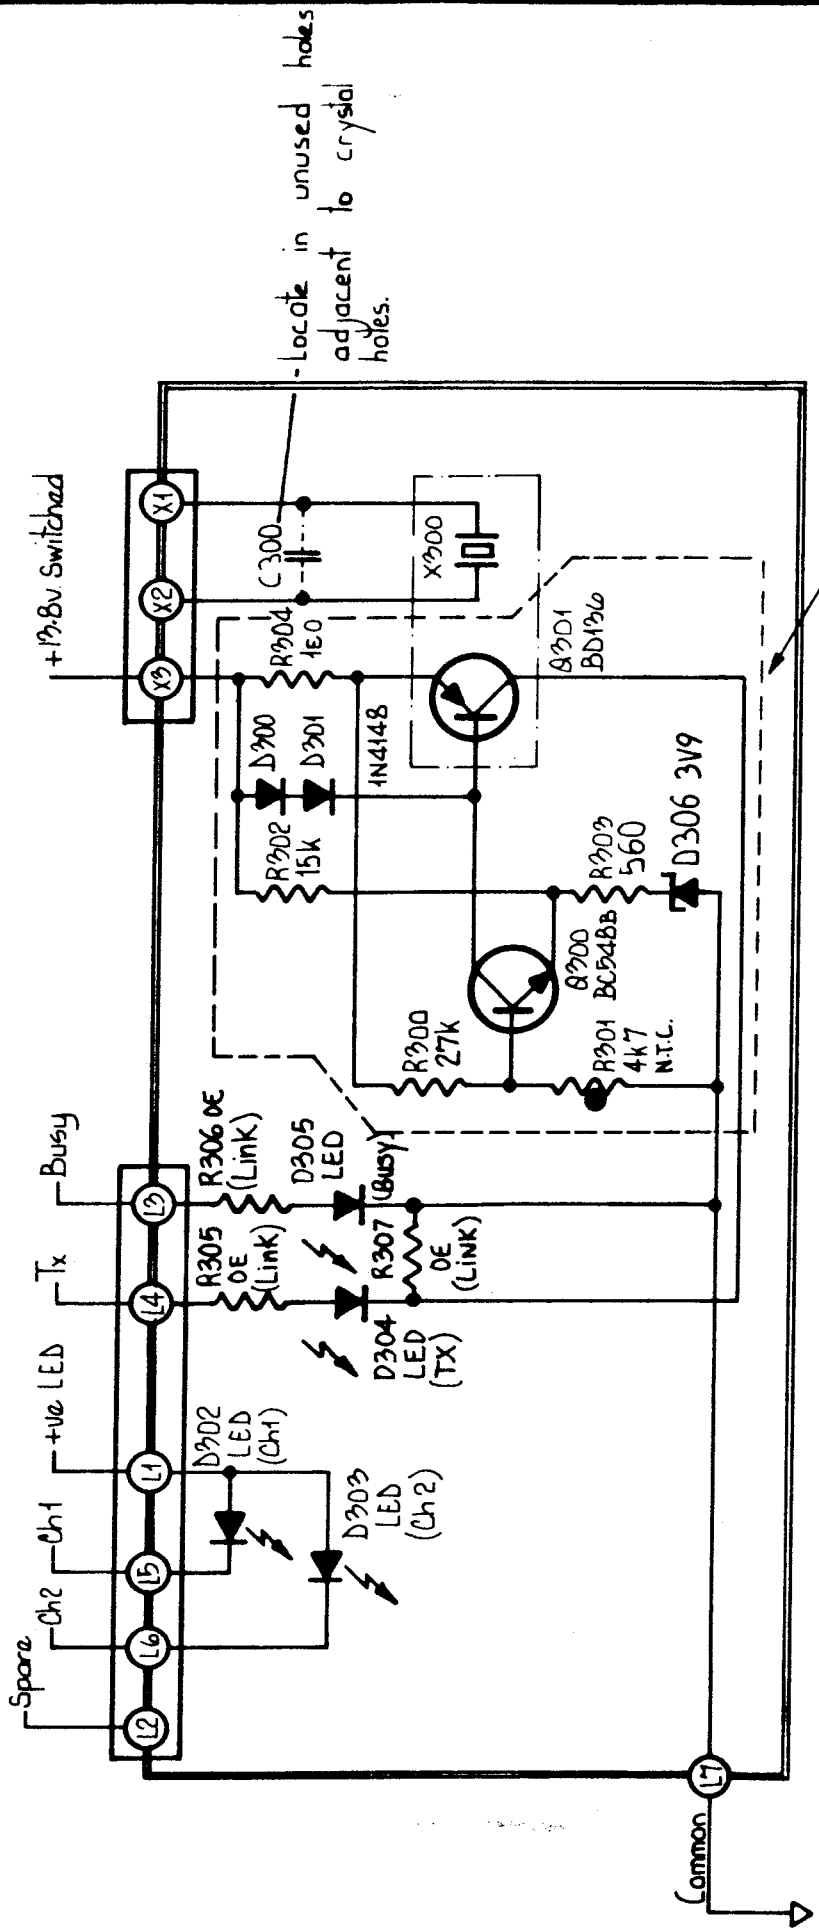 Spare
Ch2
Ch1
+ve LED
Tx
Busy
+13.8v Switched
L2
L6
L5
L1
L4
L3
X3
X2
X1
D302
LED
(Ch1)
D303
LED
(Ch2)
R305
0E
(Link)
R306 0E
(Link)
D304
LED
(TX)
D305
LED
(Busy)
R307
0E
(Link)
R300
27k
R301
4k7
N.T.C.
R302
15k
D300
D301
1N4148
R304
1E0
C300
- Locate in unused holes
adjacent to crystal
holes.
X300
Q300
BC548B
R303
560
D306 3V9
Q301
BD136
L7
Common